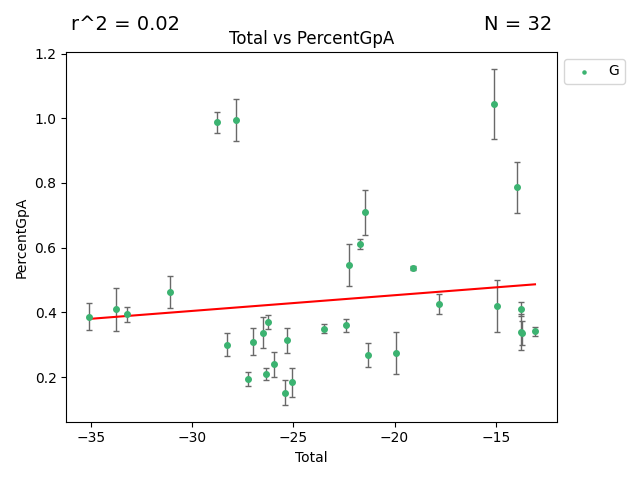 r^2 = 0.02
N = 32
Total vs PercentGpA
G
PercentGpA
1.2
1.0
0.8
0.6
0.4
0.2
−35
−30
−25
−20
−15
Total